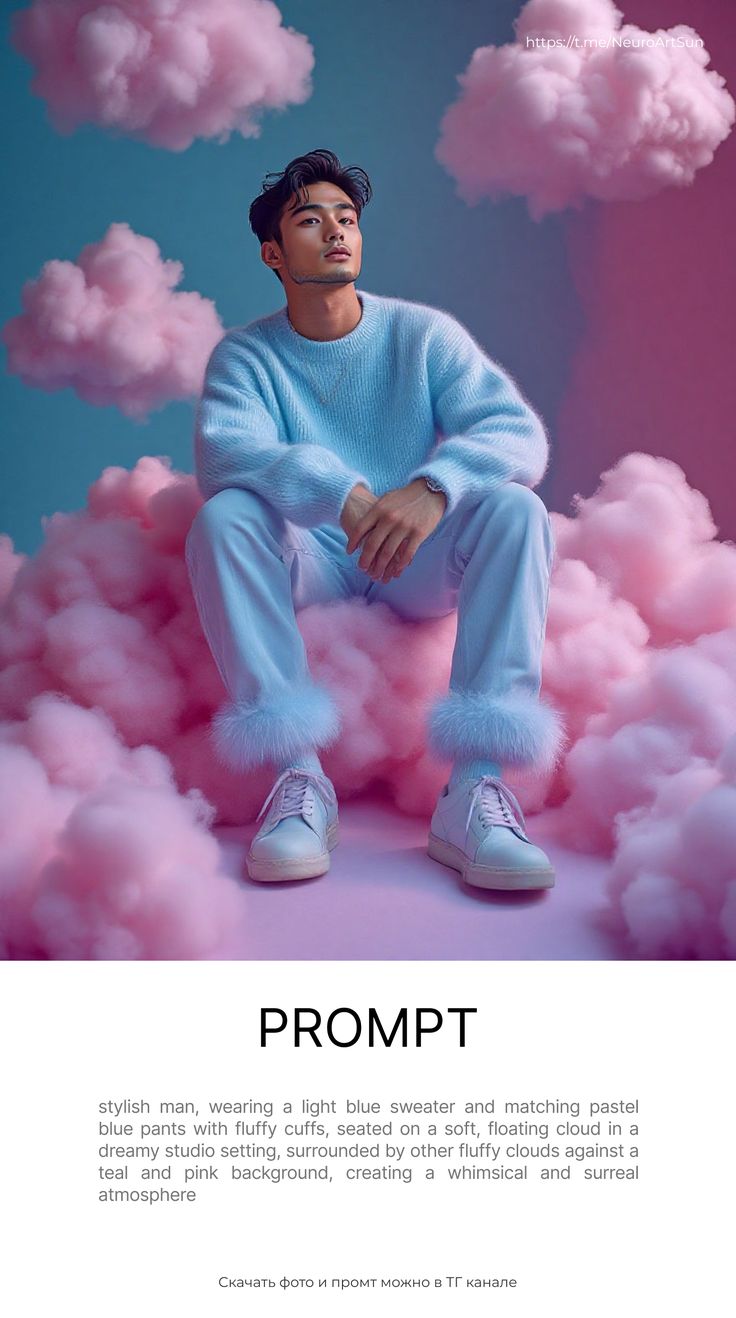 https://t.me/NeuroArtSun
PROMPT
stylish man, wearing a light blue sweater and matching pastel
blue pants with fluffy cuffs, seated on a soft, floating cloud in a
dreamy studio setting, surrounded by other fluffy clouds against a
teal and pink background, creating a whimsical and surreal
atmosphere
Скачать фото и промт можно в ТГ канале